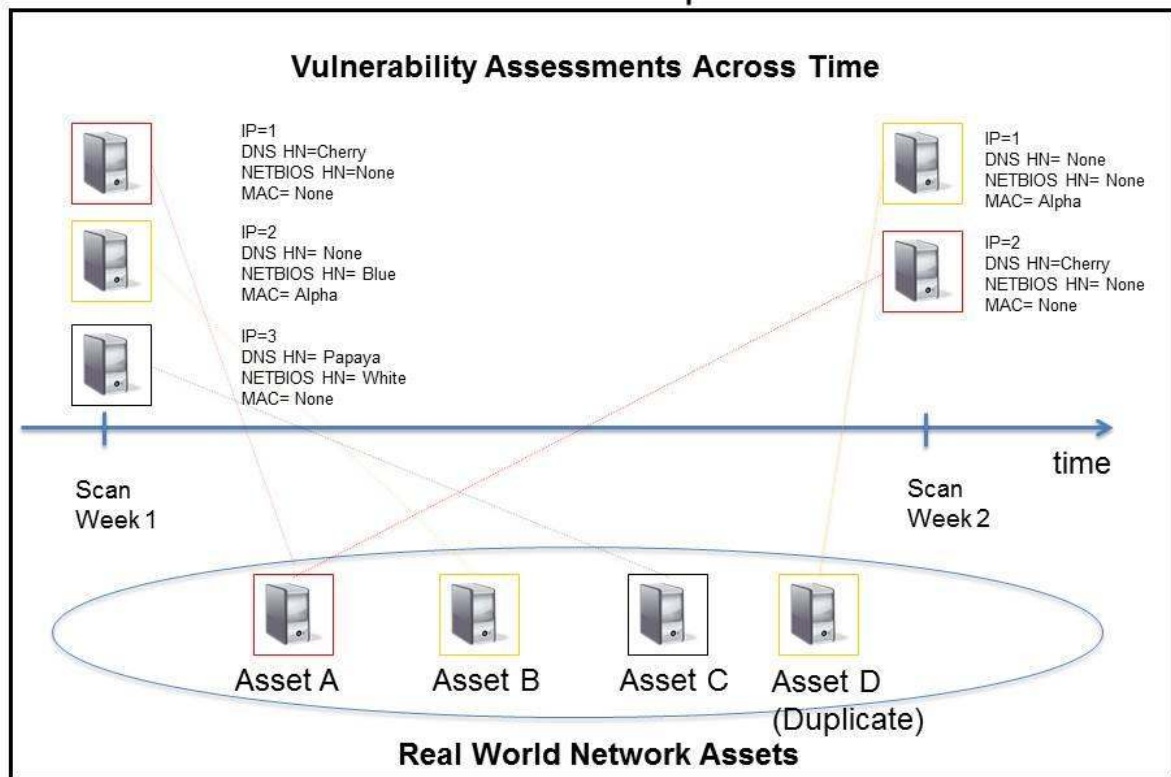 Vulnerability Assessments Across Time
IP=1
DNS HN=Cherry
NETBIOS HN=None
MAC= None
IP=2
DNS HN= None
NETBIOS HN= Blue
MAC= Alpha
IP=3
DNS HN= Papaya
NETBIOS HN= White
MAC= None
IP=1
DNS HN= None
NETBIOS HN= None
MAC= Alpha
IP=2
DNS HN=Cherry
NETBIOS HN= None
MAC= None
time
Scan
Week 1
Scan
Week 2
Asset A
Asset B
Asset C
Asset D
(Duplicate)
Real World Network Assets